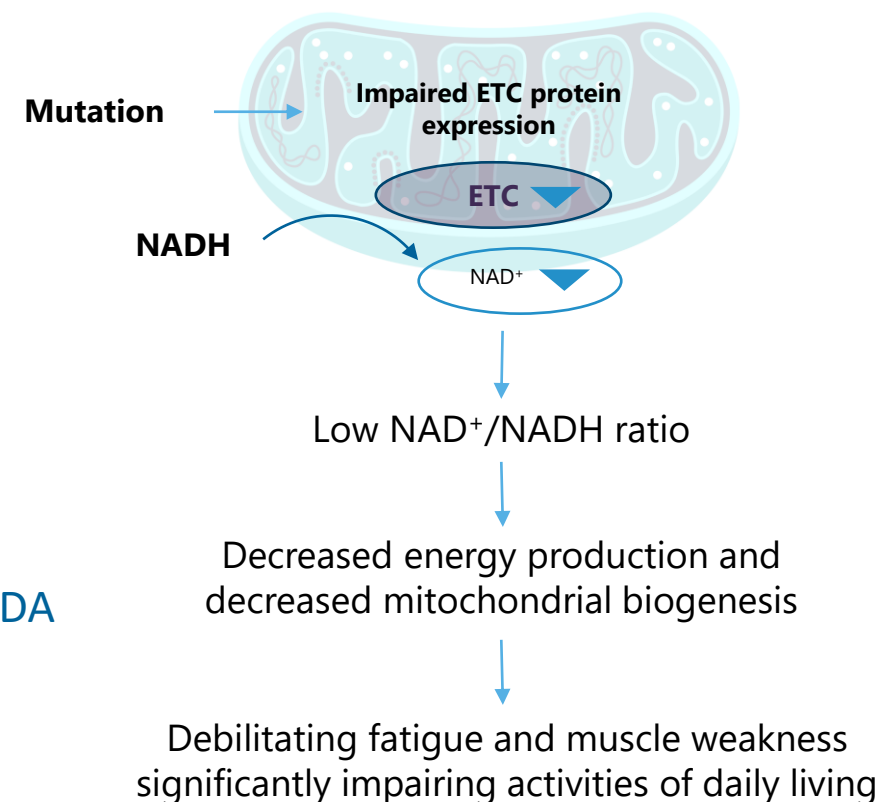 Mutation
Impaired ETC protein
expression
ETC
NADH
NAD⁺
Low NAD⁺/NADH ratio
Decreased energy production and
decreased mitochondrial biogenesis
DA
Debilitating fatigue and muscle weakness
significantly impairing activities of daily living